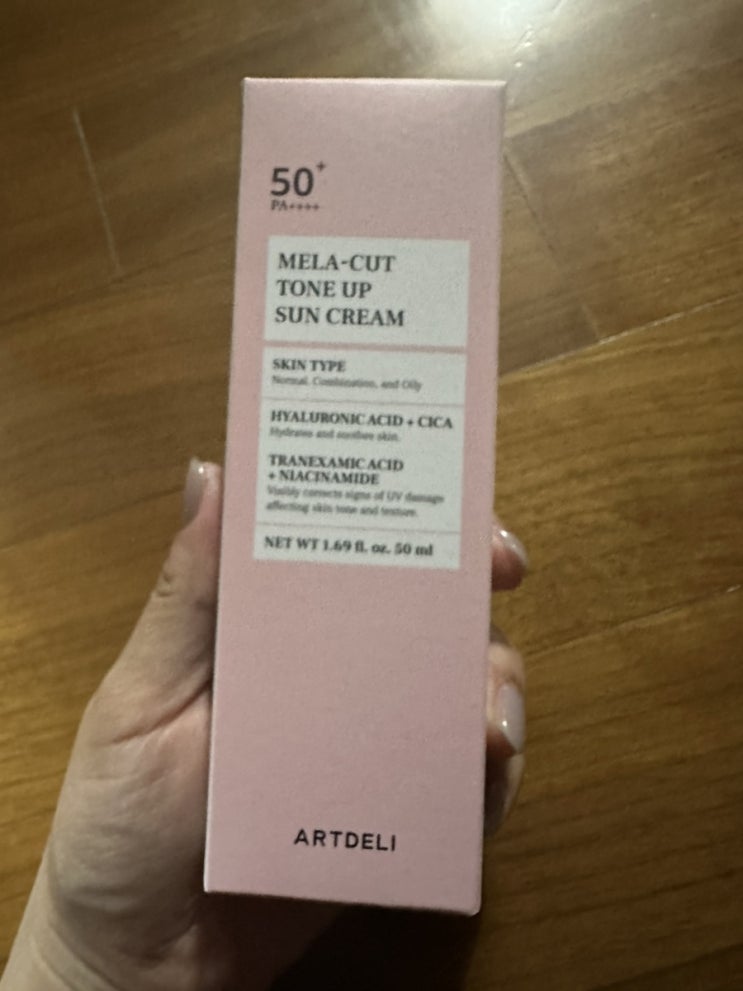 50+
PA++++
MELA-CUT
TONE UP
SUN CREAM
SKIN TYPE
Normal, Combination, and Oily
HYALURONIC ACID + CICA
Hydrates and soothes skin.
TRANEXAMIC ACID
+ NIACINAMIDE
Visibly corrects signs of UV damage
affecting skin tone and texture.
NET WT 1.69 fl. oz. 50 ml
ARTDELI